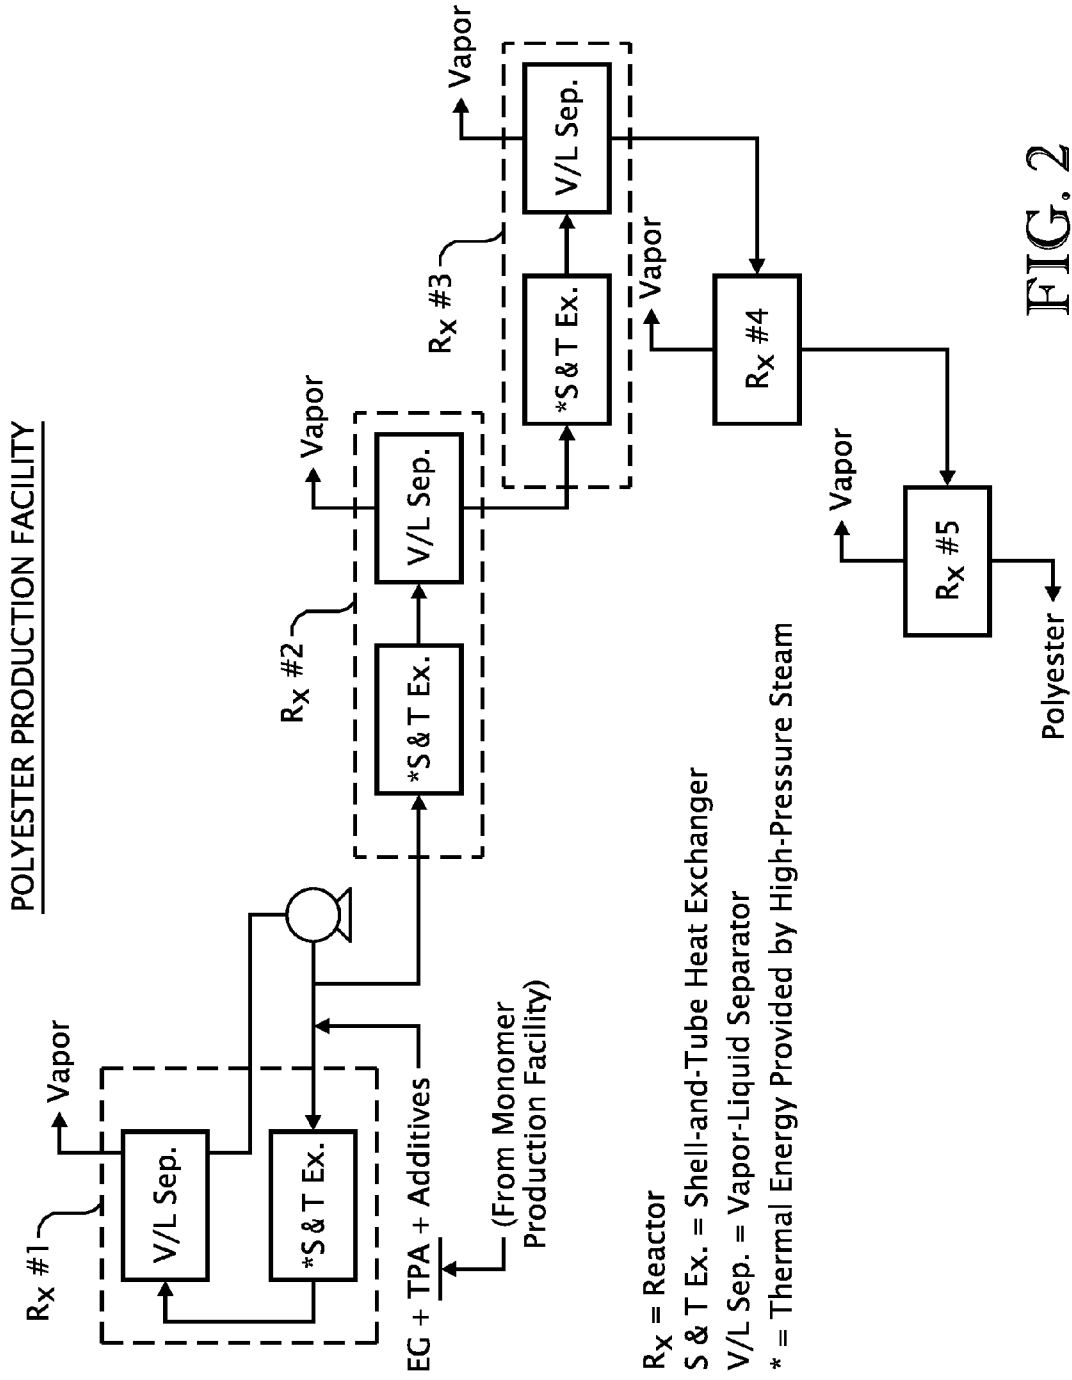 POLYESTER PRODUCTION FACILITY
Rx #1
Vapor
V/L Sep.
*S & T Ex.
EG + TPA + Additives
(From Monomer
Production Facility)
Rx #2
Vapor
V/L Sep.
*S & T Ex.
Rx #3
Vapor
V/L Sep.
*S & T Ex.
Vapor
Rx #4
Vapor
Rx #5
Polyester
Rx = Reactor
S & T Ex. = Shell-and-Tube Heat Exchanger
V/L Sep. = Vapor-Liquid Separator
* = Thermal Energy Provided by High-Pressure Steam
FIG. 2